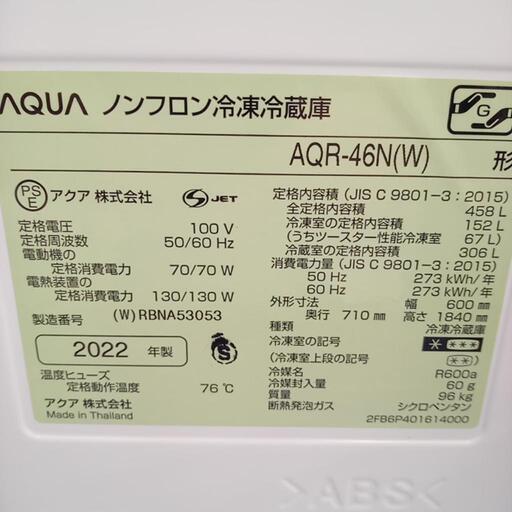 AQUA ノンフロン冷凍冷蔵庫
G
AQR-46N(W) 形
PS E アクア 株式会社 S JET
定格電圧 100 V
定格周波数 50/60 Hz
電動機の
定格消費電力 70/70 W
電熱装置の
定格消費電力 130/130 W
製造番号 (W)RBNA53053
2022 年製
S
温度ヒューズ
定格動作温度 76℃
アクア 株式会社
Made in Thailand
定格内容積 (JIS C 9801-3:2015)
全定格内容積 458 L
冷凍室の定格内容積 152 L
(うちツースター性能冷凍室 67 L)
冷蔵室の定格内容積 306 L
消費電力量 (JIS C 9801-3:2015)
50 Hz 273 kWh/年
60 Hz 273 kWh/年
外形寸法 幅 600 mm
奥行 710 mm 高さ 1840 mm
種類 冷凍冷蔵庫
冷凍室の記号 ****
(冷凍室上段の記号 (**))
冷媒名 R600a
冷媒封入量 60 g
質量 96 kg
断熱発泡ガス シクロペンタン
2FB6P401614000
>ABS<